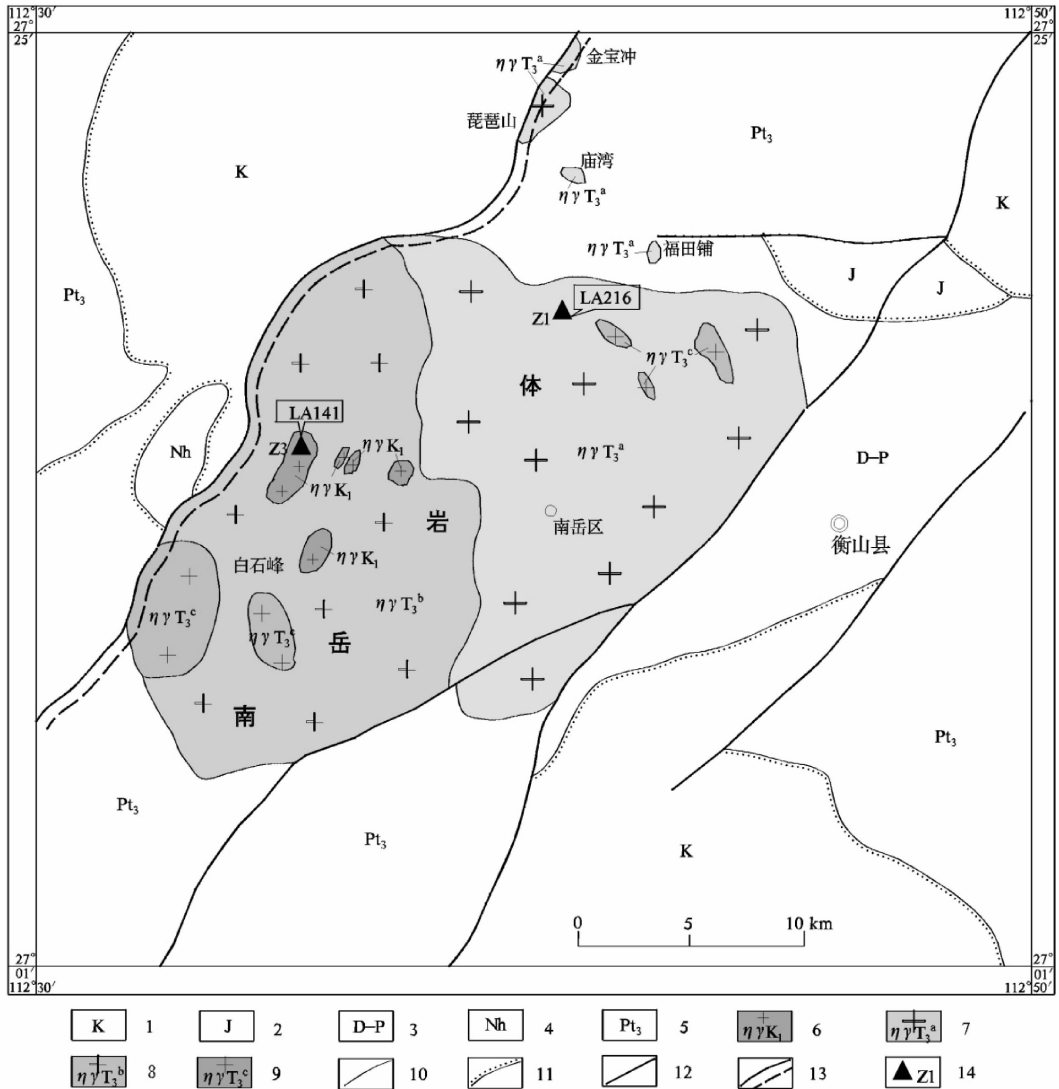 112°30′
112°50′
27°
25′
27°
25′
金宝冲
ηγT₃ᵃ
琵琶山
Pt₃
庙湾
K
ηγT₃ᵃ
K
ηγT₃ᵃ 福田铺
J
J
Pt₃
LA216
Z1
ηγT₃ᶜ
体
LA141
Z3
Nh
ηγK₁
ηγT₃ᵃ
D–P
ηγK₁
岩
南岳区
衡山县
白石峰
ηγK₁
ηγT₃ᶜ
ηγT₃ᵇ
ηγT₃ᶜ
岳
南
Pt₃
Pt₃
Pt₃
K
0 5 10 km
27°
01′
27°
01′
112°30′
112°50′
K 1 J 2 D–P 3 Nh 4 Pt₃ 5 ηγK₁ 6 ηγT₃ᵃ 7
ηγT₃ᵇ 8 ηγT₃ᶜ 9 10 11 12 13 Z1 14